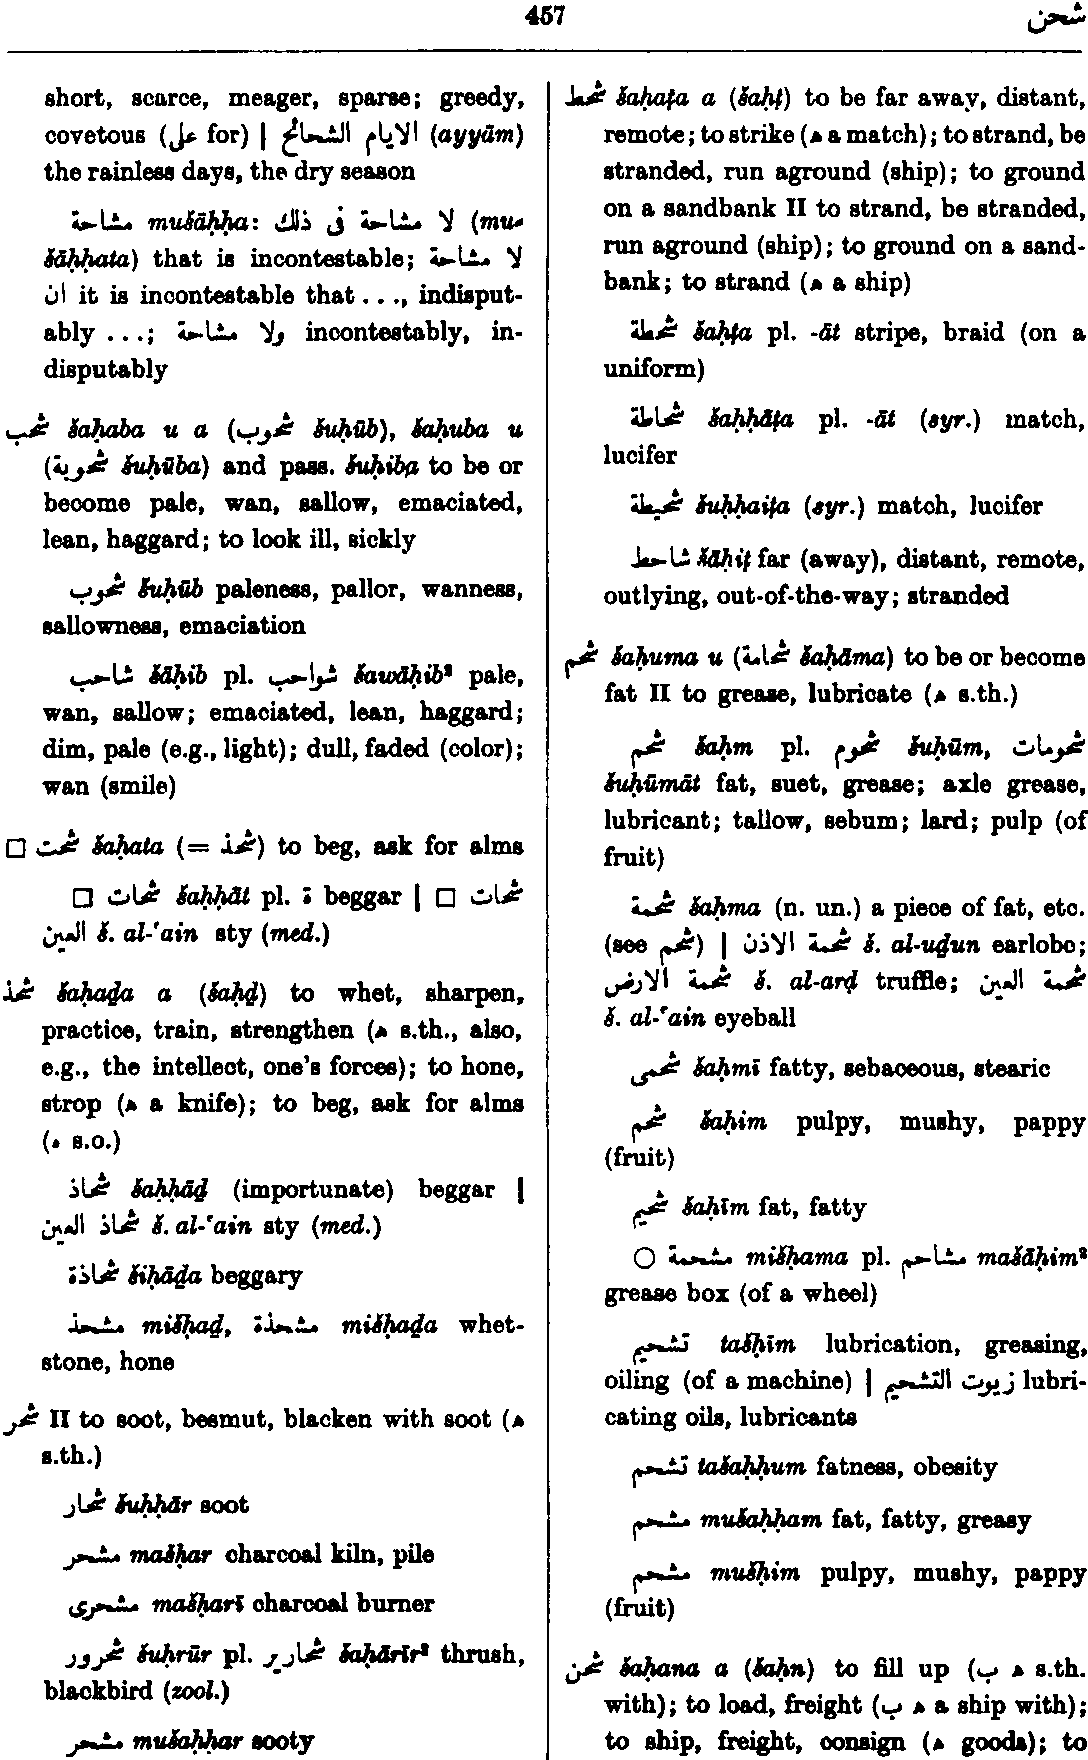 457
شحن
short, scarce, meager, sparse; greedy,
covetous (على for) | الايام الشحائح (ayyām)
the rainless days, the dry season
مشاحة mušāḥḥa: لا مشاحة فى ذلك (mu-
šāḥḥata) that is incontestable; لا مشاحة
ان it is incontestable that . . ., indisput-
ably . . .; ولا مشاحة incontestably, in-
disputably
شحب šaḥaba u a (شحوب šuḥūb), šaḥuba u
(شحوبة šuḥūba) and pass. šuḥiba to be or
become pale, wan, sallow, emaciated,
lean, haggard; to look ill, sickly
شحوب šuḥūb paleness, pallor, wanness,
sallowness, emaciation
شاحب šāḥib pl. شواحب šawāḥib² pale,
wan, sallow; emaciated, lean, haggard;
dim, pale (e.g., light); dull, faded (color);
wan (smile)
□ شحت šaḥata (= شحذ) to beg, ask for alms
□ شحات šaḥḥāt pl. ة beggar | □ شحات
العين š. al-ʿain sty (med.)
شحذ šaḥaḏa a (šaḥḏ) to whet, sharpen,
practice, train, strengthen (ﻫ s.th., also,
e.g., the intellect, one's forces); to hone,
strop (ﻫ a knife); to beg, ask for alms
(ه s.o.)
شحاذ šaḥḥāḏ (importunate) beggar |
شحاذ العين š. al-ʿain sty (med.)
شحاذة šiḥāḏa beggary
مشحذ mišḥaḏ, مشحذة mišḥaḏa whet-
stone, hone
شحر II to soot, besmut, blacken with soot (ﻫ
s.th.)
شحار šuḥḥār soot
مشحر mašḥar charcoal kiln, pile
مشحرى mašḥarī charcoal burner
شحرور šuḥrūr pl. شحارير šaḥārīr² thrush,
blackbird (zool.)
مشحر mušaḥḥar sooty
شحط šaḥaṭa a (šaḥṭ) to be far away, distant,
remote; to strike (ﻫ a match); to strand, be
stranded, run aground (ship); to ground
on a sandbank II to strand, be stranded,
run aground (ship); to ground on a sand-
bank; to strand (ﻫ a ship)
شحطة šaḥṭa pl. -āt stripe, braid (on a
uniform)
شحاطة šaḥḥāṭa pl. -āt (syr.) match,
lucifer
شحيطة šuḥḥaiṭa (syr.) match, lucifer
شاحط šāḥiṭ far (away), distant, remote,
outlying, out-of-the-way; stranded
شحم šaḥuma u (شحامة šaḥāma) to be or become
fat II to grease, lubricate (ﻫ s.th.)
شحم šaḥm pl. شحوم šuḥūm, شحومات
šuḥūmāt fat, suet, grease; axle grease,
lubricant; tallow, sebum; lard; pulp (of
fruit)
شحمة šaḥma (n. un.) a piece of fat, etc.
(see شحم) | شحمة الاذن š. al-uḏun earlobe;
شحمة الارض š. al-arḍ truffle; شحمة العين
š. al-ʿain eyeball
شحمى šaḥmī fatty, sebaceous, stearic
شحم šaḥim pulpy, mushy, pappy
(fruit)
شحيم šaḥīm fat, fatty
○ مشحمة mišḥama pl. مشاحم mašāḥim²
grease box (of a wheel)
تشحيم tašḥīm lubrication, greasing,
oiling (of a machine) | زيوت التشحيم lubri-
cating oils, lubricants
تشحم tašaḥḥum fatness, obesity
مشحم mušaḥḥam fat, fatty, greasy
مشحم mušḥim pulpy, mushy, pappy
(fruit)
شحن šaḥana a (šaḥn) to fill up (ﻫ ب s.th.
with); to load, freight (ﻫ ب a ship with);
to ship, freight, consign (ﻫ goods); to